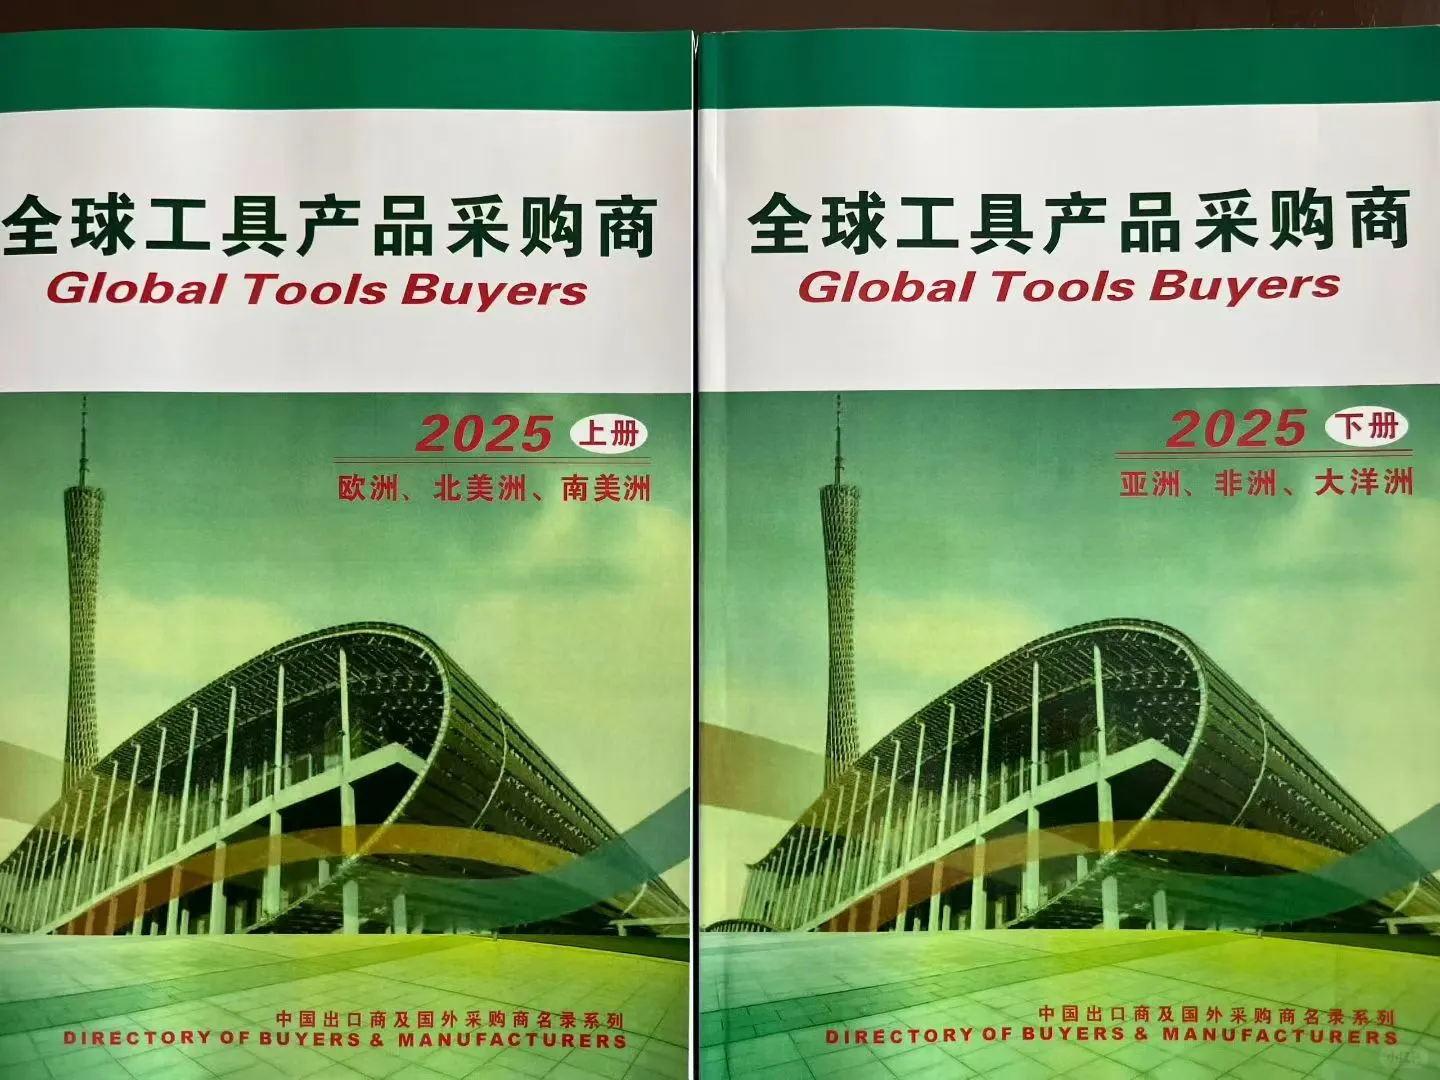 全球工具产品采购商
Global Tools Buyers
2025 上册
欧洲、北美洲、南美洲
中国出口商及国外采购商名录系列
DIRECTORY OF BUYERS & MANUFACTURERS
全球工具产品采购商
Global Tools Buyers
2025 下册
亚洲、非洲、大洋洲
中国出口商及国外采购商名录系列
DIRECTORY OF BUYERS & MANUFACTURERS